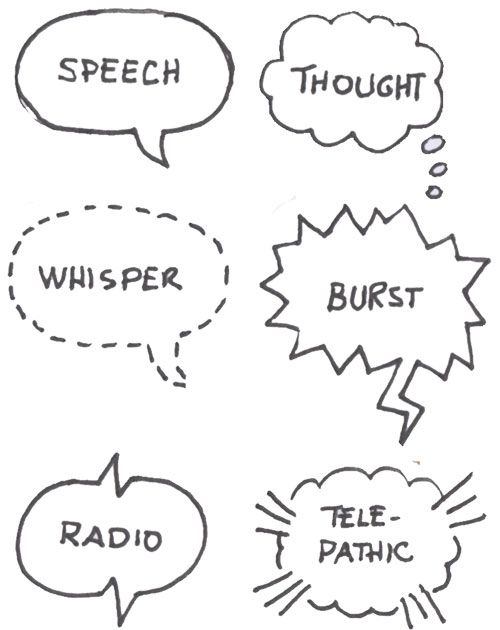 SPEECH
THOUGHT
WHISPER
BURST
RADIO
TELE-
PATHIC